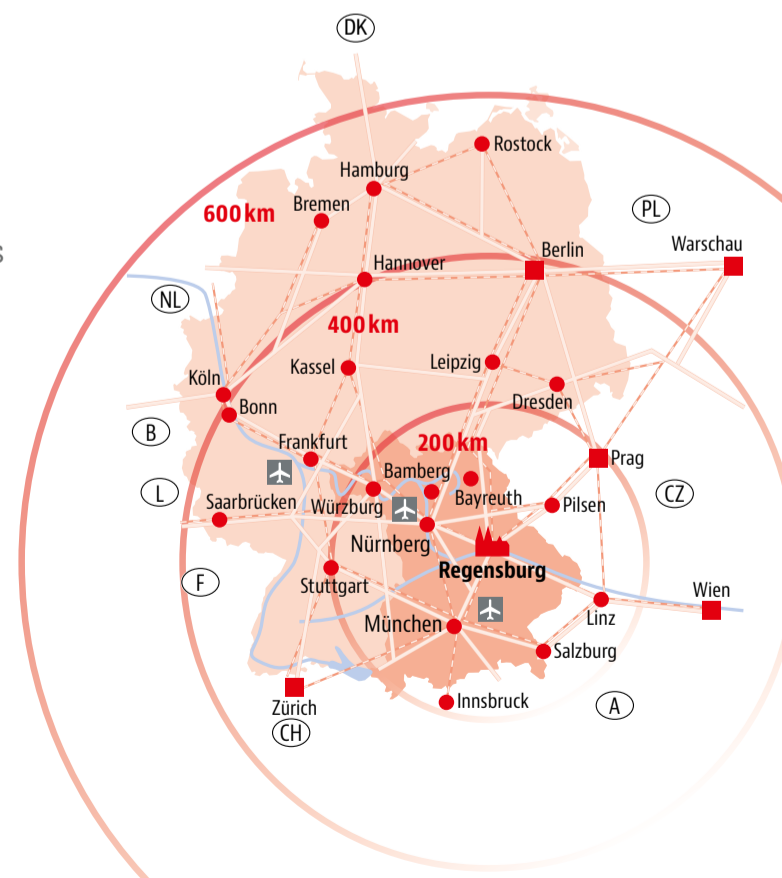 DK
Rostock
Hamburg
Bremen
600 km
PL
Warschau
Berlin
s
Hannover
NL
400 km
Leipzig
Kassel
Köln
Dresden
Bonn
B
Frankfurt
200 km
Bamberg
Prag
L
Saarbrücken
Würzburg
Bayreuth
CZ
Pilsen
Nürnberg
Regensburg
F
Stuttgart
Wien
Linz
München
Salzburg
Innsbruck
A
Zürich
CH